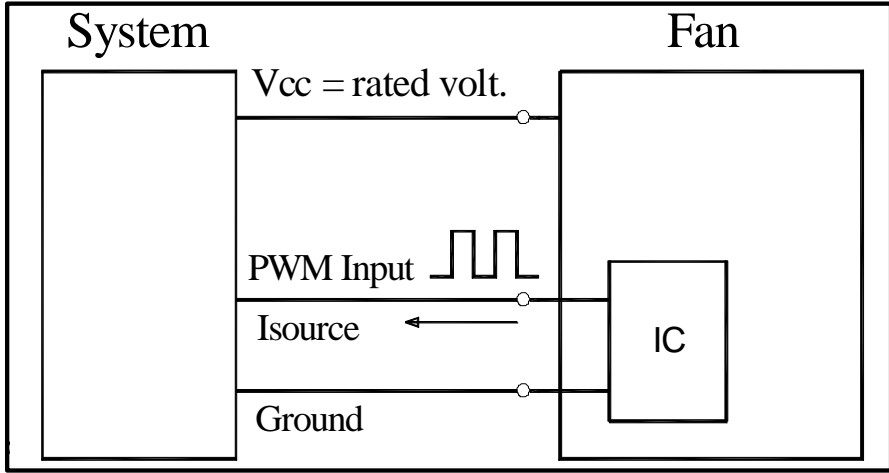 System
Fan
Vcc = rated volt.
PWM Input
Isource
IC
Ground